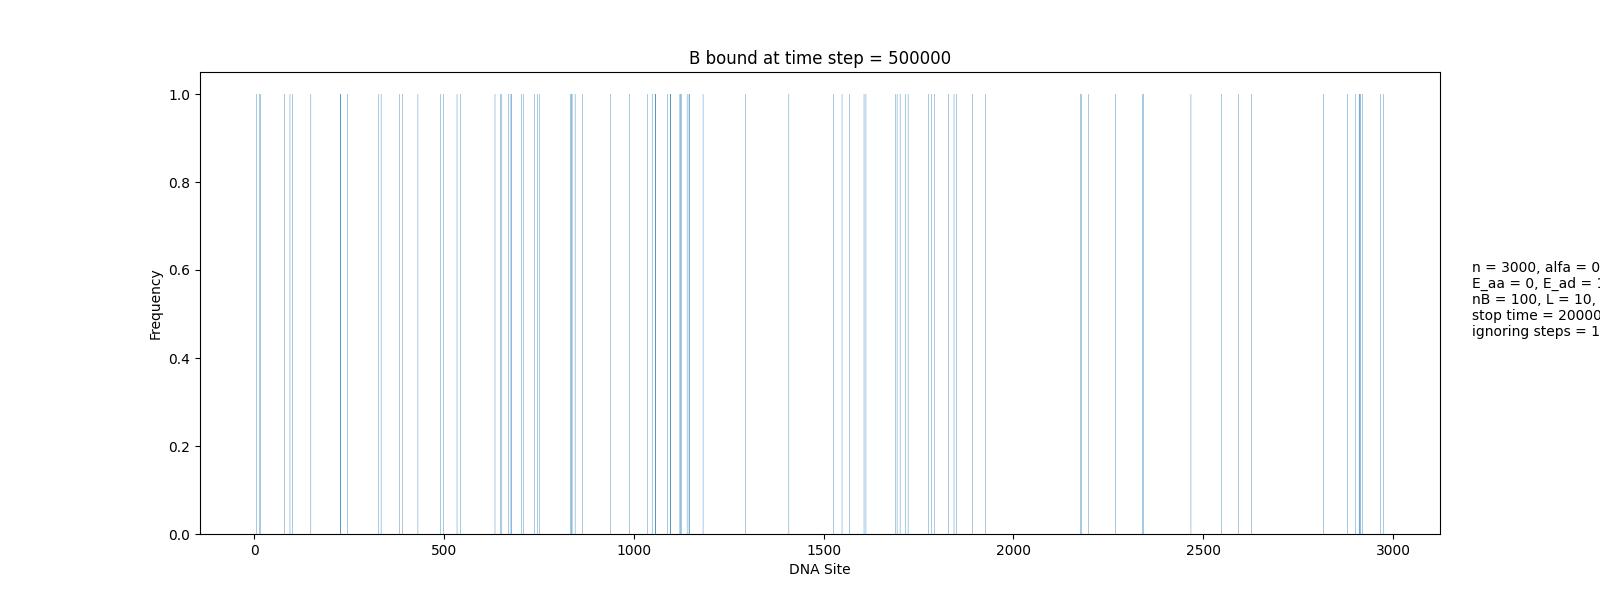 B bound at time step = 500000
1.0
0.8
0.6
0.4
0.2
0.0
Frequency
0 500 1000 1500 2000 2500 3000
DNA Site
n = 3000, alfa = 0
E_aa = 0, E_ad = 1
nB = 100, L = 10,
stop time = 20000
ignoring steps = 1